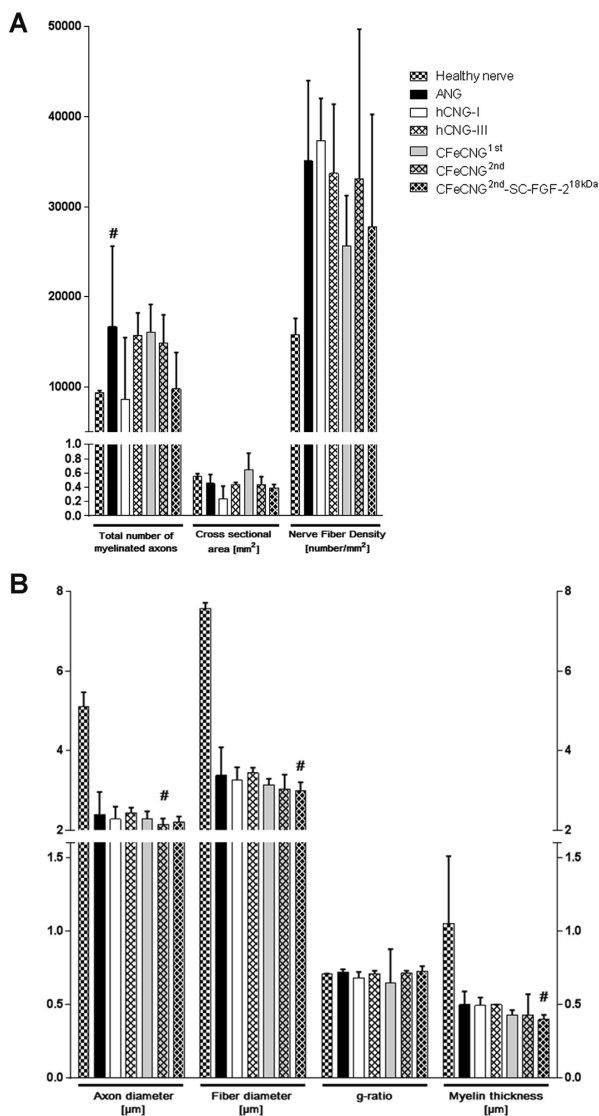 A
50000
40000
30000
20000
10000
1.0
0.8
0.6
0.4
0.2
0.0
#
Total number of
myelinated axons
Cross sectional
area [mm²]
Nerve Fiber Density
[number/mm²]
Healthy nerve
ANG
hCNG-I
hCNG-III
CFeCNG1st
CFeCNG2nd
CFeCNG2nd-SC-FGF-218kDa
B
8
6
4
2
1.5
1.0
0.5
0.0
#
#
#
8
6
4
2
1.5
1.0
0.5
0.0
Axon diameter
[µm]
Fiber diameter
[µm]
g-ratio
Myelin thickness
[µm]